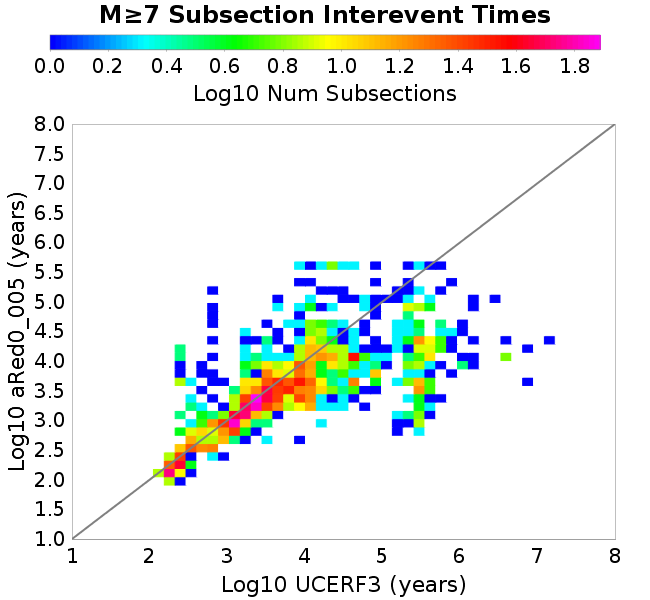 M≥7 Subsection Interevent Times
0.0 0.2 0.4 0.6 0.8 1.0 1.2 1.4 1.6 1.8
Log10 Num Subsections
8.0
7.5
7.0
6.5
6.0
5.5
5.0
4.5
4.0
3.5
3.0
2.5
2.0
1.5
1.0
Log10 aRed0_005 (years)
1 2 3 4 5 6 7 8
Log10 UCERF3 (years)